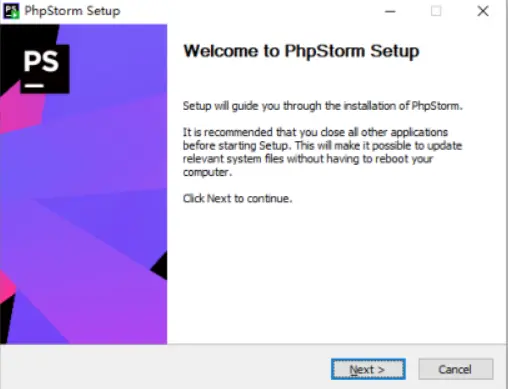 PhpStorm Setup
PS
Welcome to PhpStorm Setup
Setup will guide you through the installation of PhpStorm.
It is recommended that you close all other applications
before starting Setup. This will make it possible to update
relevant system files without having to reboot your
computer.
Click Next to continue.
Next >
Cancel